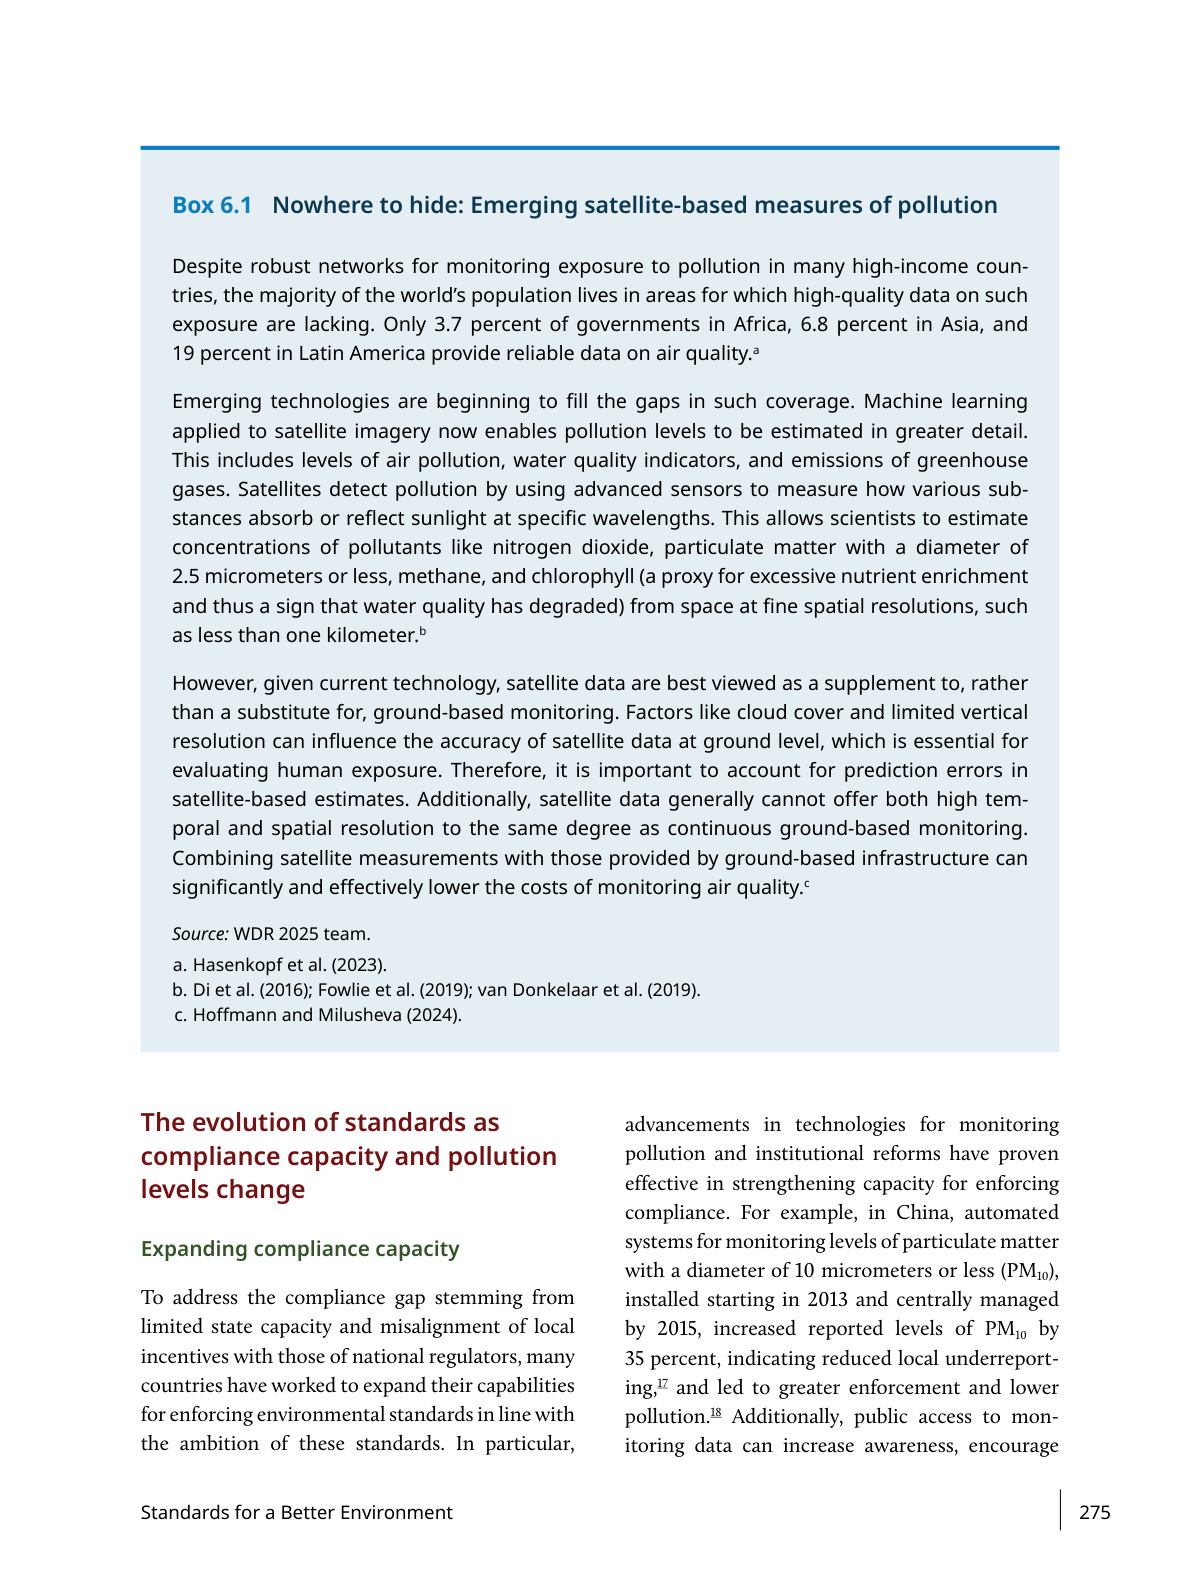 Box 6.1 Nowhere to hide: Emerging satellite-based measures of pollution
Despite robust networks for monitoring exposure to pollution in many high-income coun-
tries, the majority of the world’s population lives in areas for which high-quality data on such
exposure are lacking. Only 3.7 percent of governments in Africa, 6.8 percent in Asia, and
19 percent in Latin America provide reliable data on air quality.a
Emerging technologies are beginning to fill the gaps in such coverage. Machine learning
applied to satellite imagery now enables pollution levels to be estimated in greater detail.
This includes levels of air pollution, water quality indicators, and emissions of greenhouse
gases. Satellites detect pollution by using advanced sensors to measure how various sub-
stances absorb or reflect sunlight at specific wavelengths. This allows scientists to estimate
concentrations of pollutants like nitrogen dioxide, particulate matter with a diameter of
2.5 micrometers or less, methane, and chlorophyll (a proxy for excessive nutrient enrichment
and thus a sign that water quality has degraded) from space at fine spatial resolutions, such
as less than one kilometer.b
However, given current technology, satellite data are best viewed as a supplement to, rather
than a substitute for, ground-based monitoring. Factors like cloud cover and limited vertical
resolution can influence the accuracy of satellite data at ground level, which is essential for
evaluating human exposure. Therefore, it is important to account for prediction errors in
satellite-based estimates. Additionally, satellite data generally cannot offer both high tem-
poral and spatial resolution to the same degree as continuous ground-based monitoring.
Combining satellite measurements with those provided by ground-based infrastructure can
significantly and effectively lower the costs of monitoring air quality.c
Source: WDR 2025 team.
a. Hasenkopf et al. (2023).
b. Di et al. (2016); Fowlie et al. (2019); van Donkelaar et al. (2019).
c. Hoffmann and Milusheva (2024).
The evolution of standards as
compliance capacity and pollution
levels change
Expanding compliance capacity
To address the compliance gap stemming from
limited state capacity and misalignment of local
incentives with those of national regulators, many
countries have worked to expand their capabilities
for enforcing environmental standards in line with
the ambition of these standards. In particular,
advancements in technologies for monitoring
pollution and institutional reforms have proven
effective in strengthening capacity for enforcing
compliance. For example, in China, automated
systems for monitoring levels of particulate matter
with a diameter of 10 micrometers or less (PM10),
installed starting in 2013 and centrally managed
by 2015, increased reported levels of PM10 by
35 percent, indicating reduced local underreport-
ing,17 and led to greater enforcement and lower
pollution.18 Additionally, public access to mon-
itoring data can increase awareness, encourage
Standards for a Better Environment
275